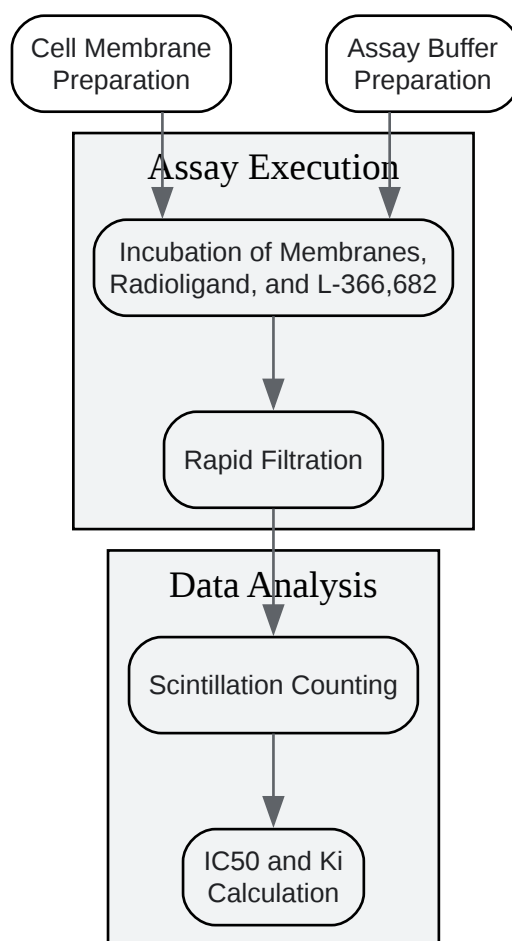 Cell Membrane
Preparation
Assay Buffer
Preparation
Assay Execution
Incubation of Membranes,
Radioligand, and L-366,682
Rapid Filtration
Data Analysis
Scintillation Counting
IC50 and Ki
Calculation